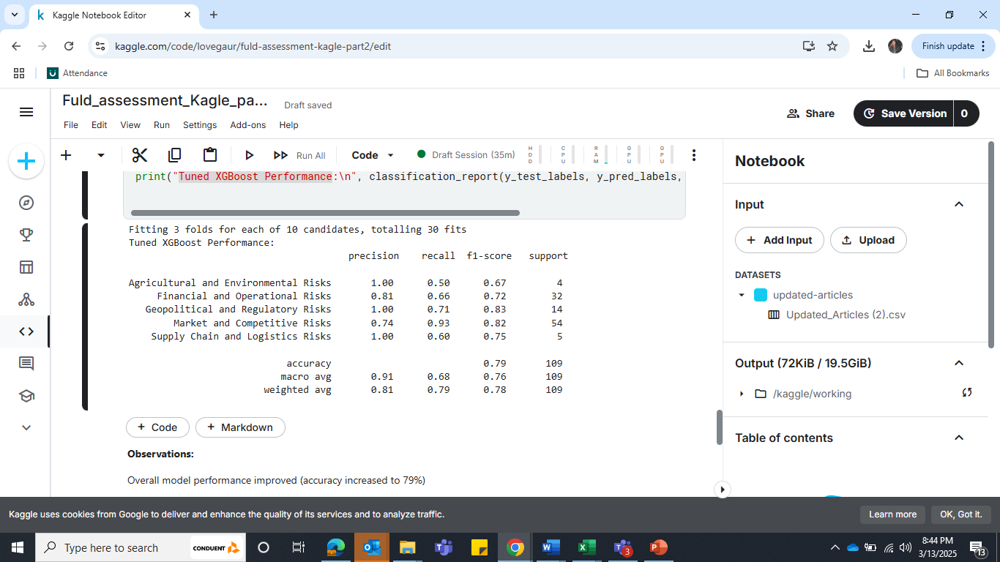 Kaggle Notebook Editor
kaggle.com/code/lovegaur/fuld-assessment-kagle-part2/edit
Finish update
Attendance
All Bookmarks
Fuld_assessment_Kagle_pa...
Draft saved
File Edit View Run Settings Add-ons Help
Share
Save Version 0
Run All
Code
Draft Session (35m)
HDD
CPU
RAM
GPU
GPU
print("Tuned XGBoost Performance:\n", classification_report(y_test_labels, y_pred_labels,
Fitting 3 folds for each of 10 candidates, totalling 30 fits
Tuned XGBoost Performance:
precision recall f1-score support
Agricultural and Environmental Risks 1.00 0.50 0.67 4
Financial and Operational Risks 0.81 0.66 0.72 32
Geopolitical and Regulatory Risks 1.00 0.71 0.83 14
Market and Competitive Risks 0.74 0.93 0.82 54
Supply Chain and Logistics Risks 1.00 0.60 0.75 5
accuracy 0.79 109
macro avg 0.91 0.68 0.76 109
weighted avg 0.81 0.79 0.78 109
+ Code
+ Markdown
Observations:
Overall model performance improved (accuracy increased to 79%)
Notebook
Input
+ Add Input
Upload
DATASETS
updated-articles
Updated_Articles (2).csv
Output (72KiB / 19.5GiB)
/kaggle/working
Table of contents
Kaggle uses cookies from Google to deliver and enhance the quality of its services and to analyze traffic.
Learn more
OK, Got it.
Type here to search
CONDUENT
3
8:44 PM
3/13/2025
13